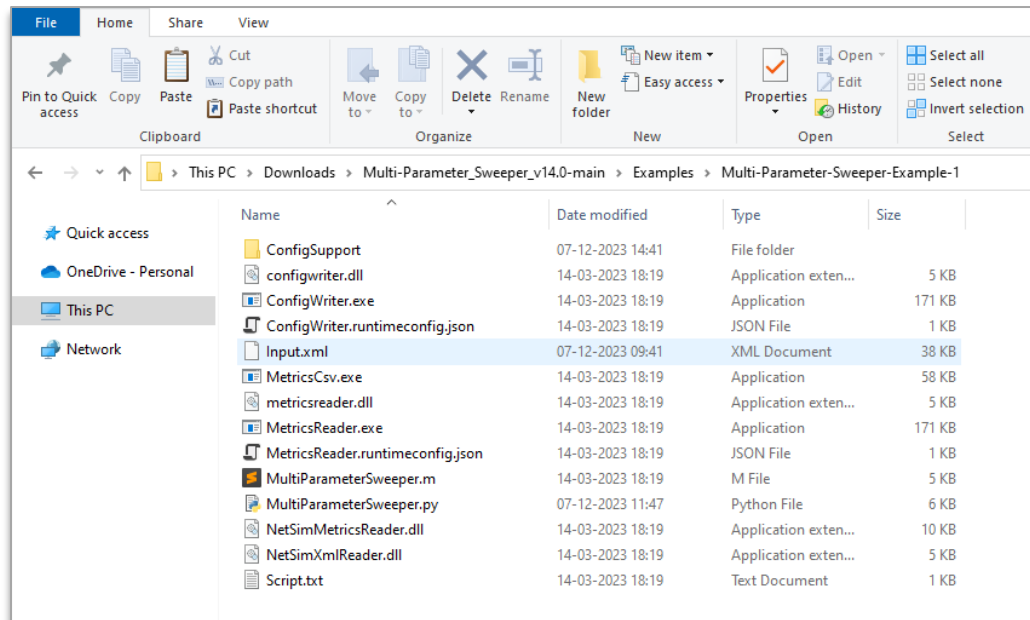 File Home Share View
Pin to Quick access
Copy
Paste
Cut
Copy path
Paste shortcut
Clipboard
Move to
Copy to
Delete
Rename
Organize
New folder
New item
Easy access
New
Properties
Open
Edit
History
Open
Select all
Select none
Invert selection
Select
This PC > Downloads > Multi-Parameter_Sweeper_v14.0-main > Examples > Multi-Parameter-Sweeper-Example-1
Quick access
OneDrive - Personal
This PC
Network
Name Date modified Type Size
ConfigSupport 07-12-2023 14:41 File folder
configwriter.dll 14-03-2023 18:19 Application exten... 5 KB
ConfigWriter.exe 14-03-2023 18:19 Application 171 KB
ConfigWriter.runtimeconfig.json 14-03-2023 18:19 JSON File 1 KB
Input.xml 07-12-2023 09:41 XML Document 38 KB
MetricsCsv.exe 14-03-2023 18:19 Application 58 KB
metricsreader.dll 14-03-2023 18:19 Application exten... 5 KB
MetricsReader.exe 14-03-2023 18:19 Application 171 KB
MetricsReader.runtimeconfig.json 14-03-2023 18:19 JSON File 1 KB
MultiParameterSweeper.m 14-03-2023 18:19 M File 6 KB
MultiParameterSweeper.py 07-12-2023 11:47 Python File 6 KB
NetSimMetricsReader.dll 14-03-2023 18:19 Application exten... 10 KB
NetSimXmlReader.dll 14-03-2023 18:19 Application exten... 5 KB
Script.txt 14-03-2023 18:19 Text Document 1 KB